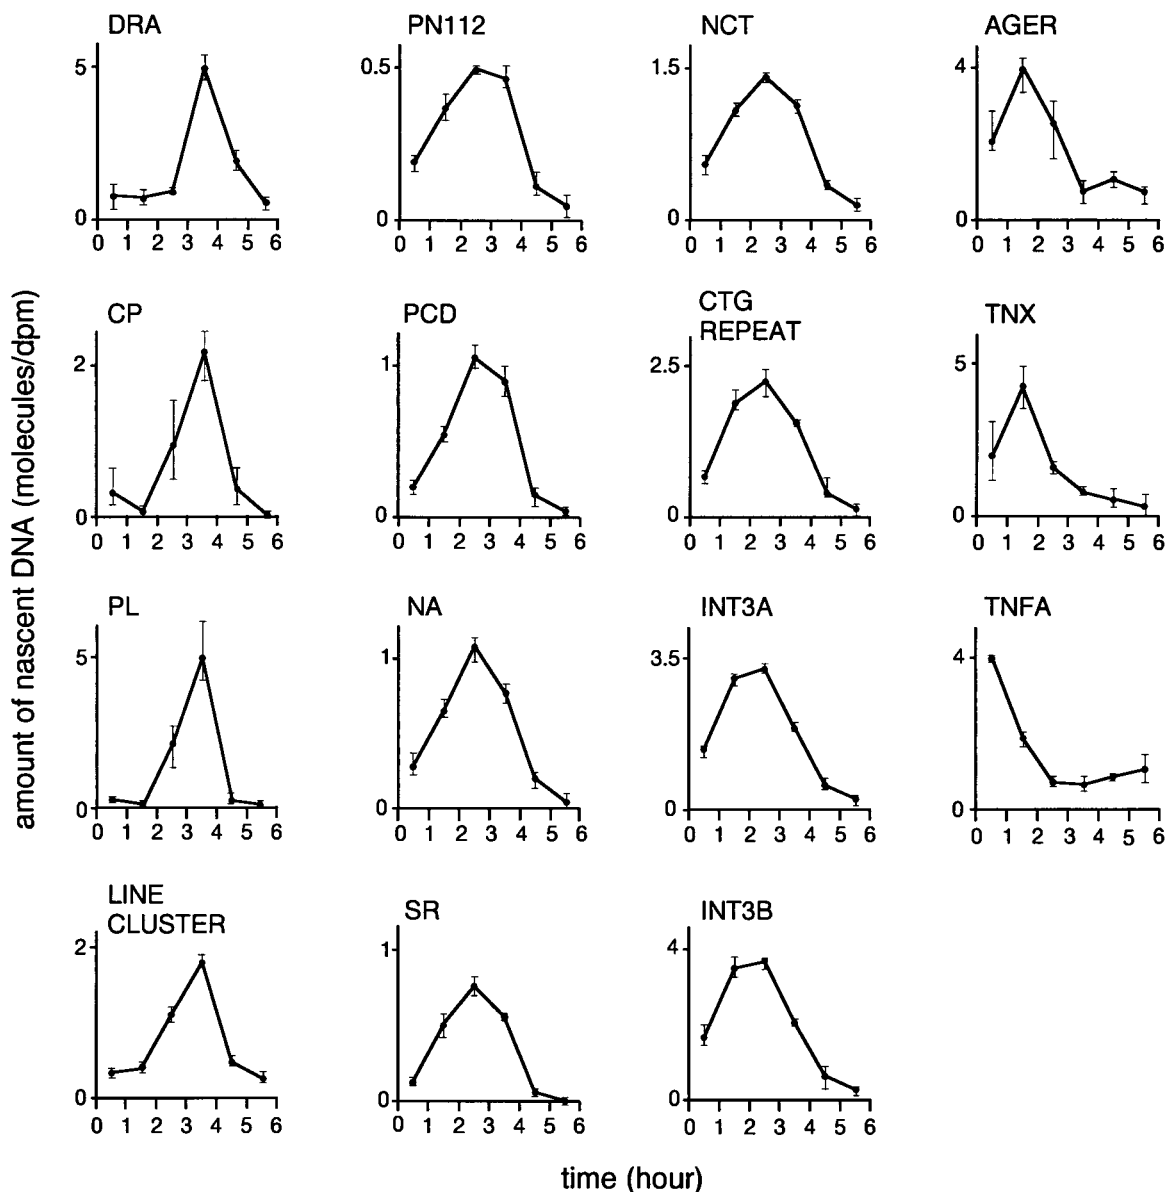 DRA
PN112
NCT
AGER
5
0
0 1 2 3 4 5 6
0.5
0
0 1 2 3 4 5 6
1.5
0
0 1 2 3 4 5 6
4
0
0 1 2 3 4 5 6
CP
PCD
CTG
REPEAT
TNX
2
0
0 1 2 3 4 5 6
1
0
0 1 2 3 4 5 6
2.5
0
0 1 2 3 4 5 6
5
0
0 1 2 3 4 5 6
amount of nascent DNA (molecules/dpm)
PL
NA
INT3A
TNFA
5
0
0 1 2 3 4 5 6
1
0
0 1 2 3 4 5 6
3.5
0
0 1 2 3 4 5 6
4
0
0 1 2 3 4 5 6
LINE
CLUSTER
SR
INT3B
2
0
0 1 2 3 4 5 6
1
0
0 1 2 3 4 5 6
4
0
0 1 2 3 4 5 6
time (hour)